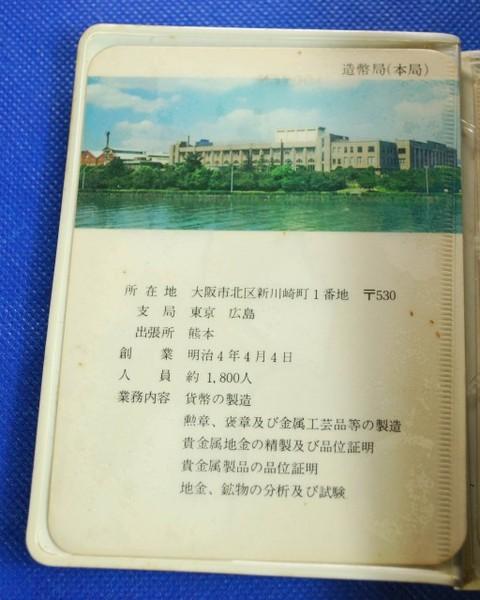 造幣局(本局)
所在地 大阪市北区新川崎町1番地 〒530
支局 東京 広島
出張所 熊本
創業 明治4年4月4日
人員 約1,800人
業務内容 貨幣の製造
勲章、褒章及び金属工芸品等の製造
貴金属地金の精製及び品位証明
貴金属製品の品位証明
地金、鉱物の分析及び試験